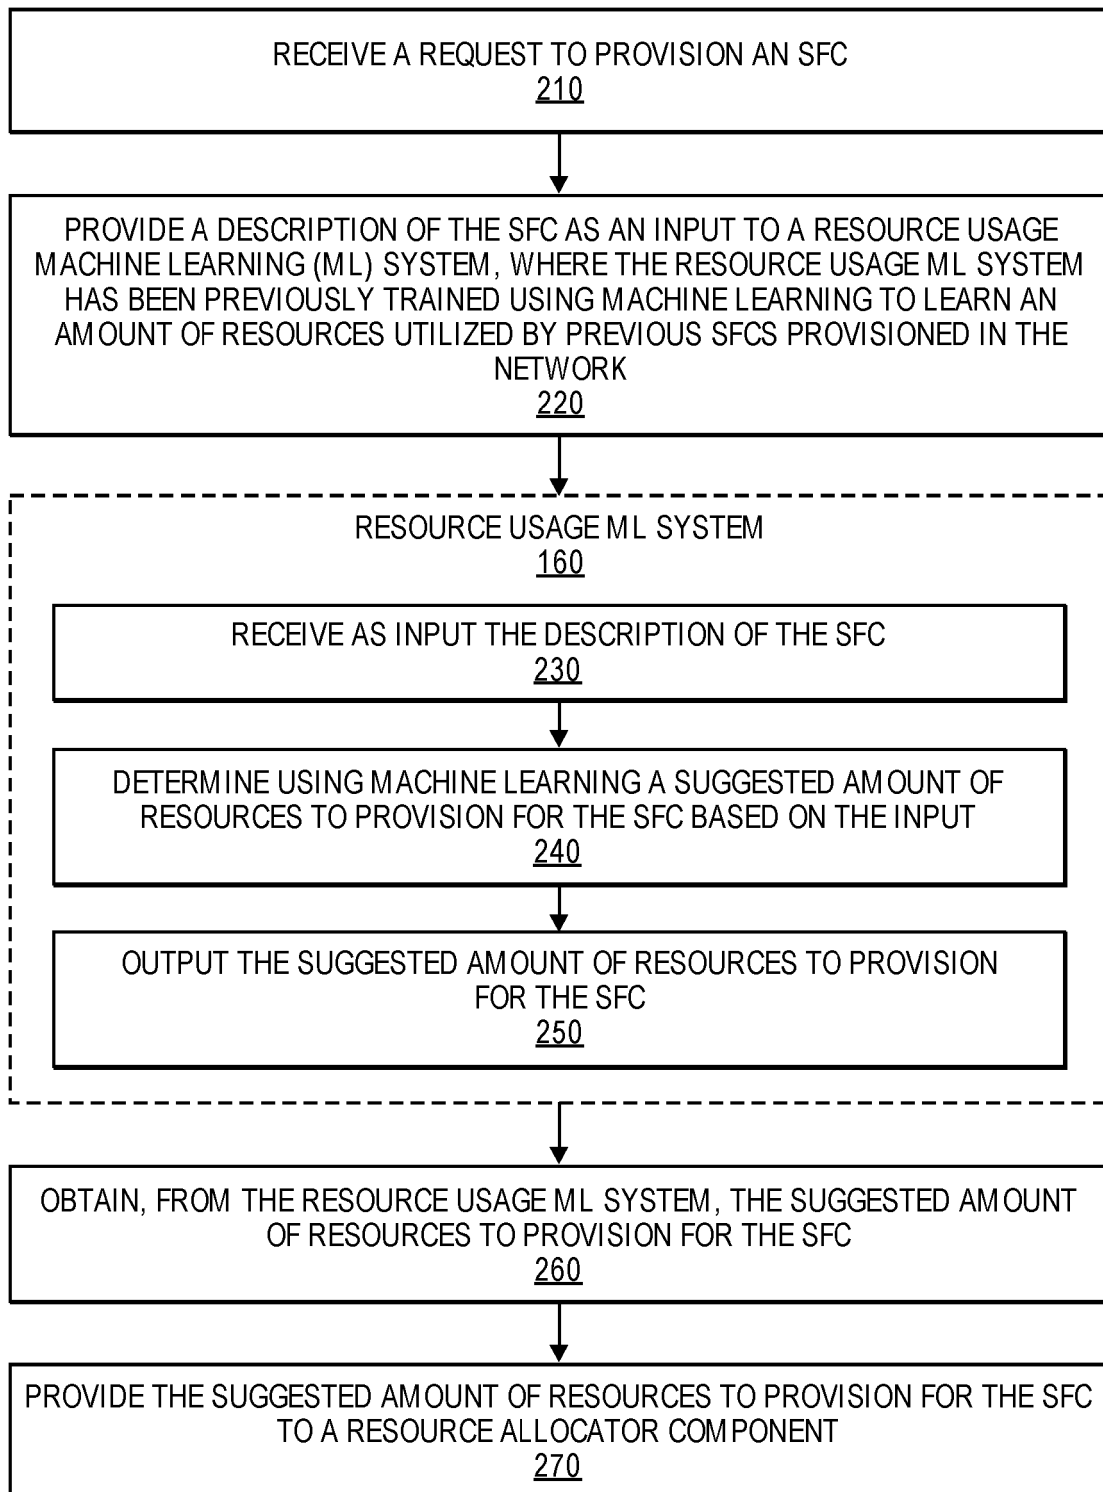 RECEIVE A REQUEST TO PROVISION AN SFC
210
PROVIDE A DESCRIPTION OF THE SFC AS AN INPUT TO A RESOURCE USAGE
MACHINE LEARNING (ML) SYSTEM, WHERE THE RESOURCE USAGE ML SYSTEM
HAS BEEN PREVIOUSLY TRAINED USING MACHINE LEARNING TO LEARN AN
AMOUNT OF RESOURCES UTILIZED BY PREVIOUS SFCS PROVISIONED IN THE
NETWORK
220
RESOURCE USAGE ML SYSTEM
160
RECEIVE AS INPUT THE DESCRIPTION OF THE SFC
230
DETERMINE USING MACHINE LEARNING A SUGGESTED AMOUNT OF
RESOURCES TO PROVISION FOR THE SFC BASED ON THE INPUT
240
OUTPUT THE SUGGESTED AMOUNT OF RESOURCES TO PROVISION
FOR THE SFC
250
OBTAIN, FROM THE RESOURCE USAGE ML SYSTEM, THE SUGGESTED AMOUNT
OF RESOURCES TO PROVISION FOR THE SFC
260
PROVIDE THE SUGGESTED AMOUNT OF RESOURCES TO PROVISION FOR THE SFC
TO A RESOURCE ALLOCATOR COMPONENT
270